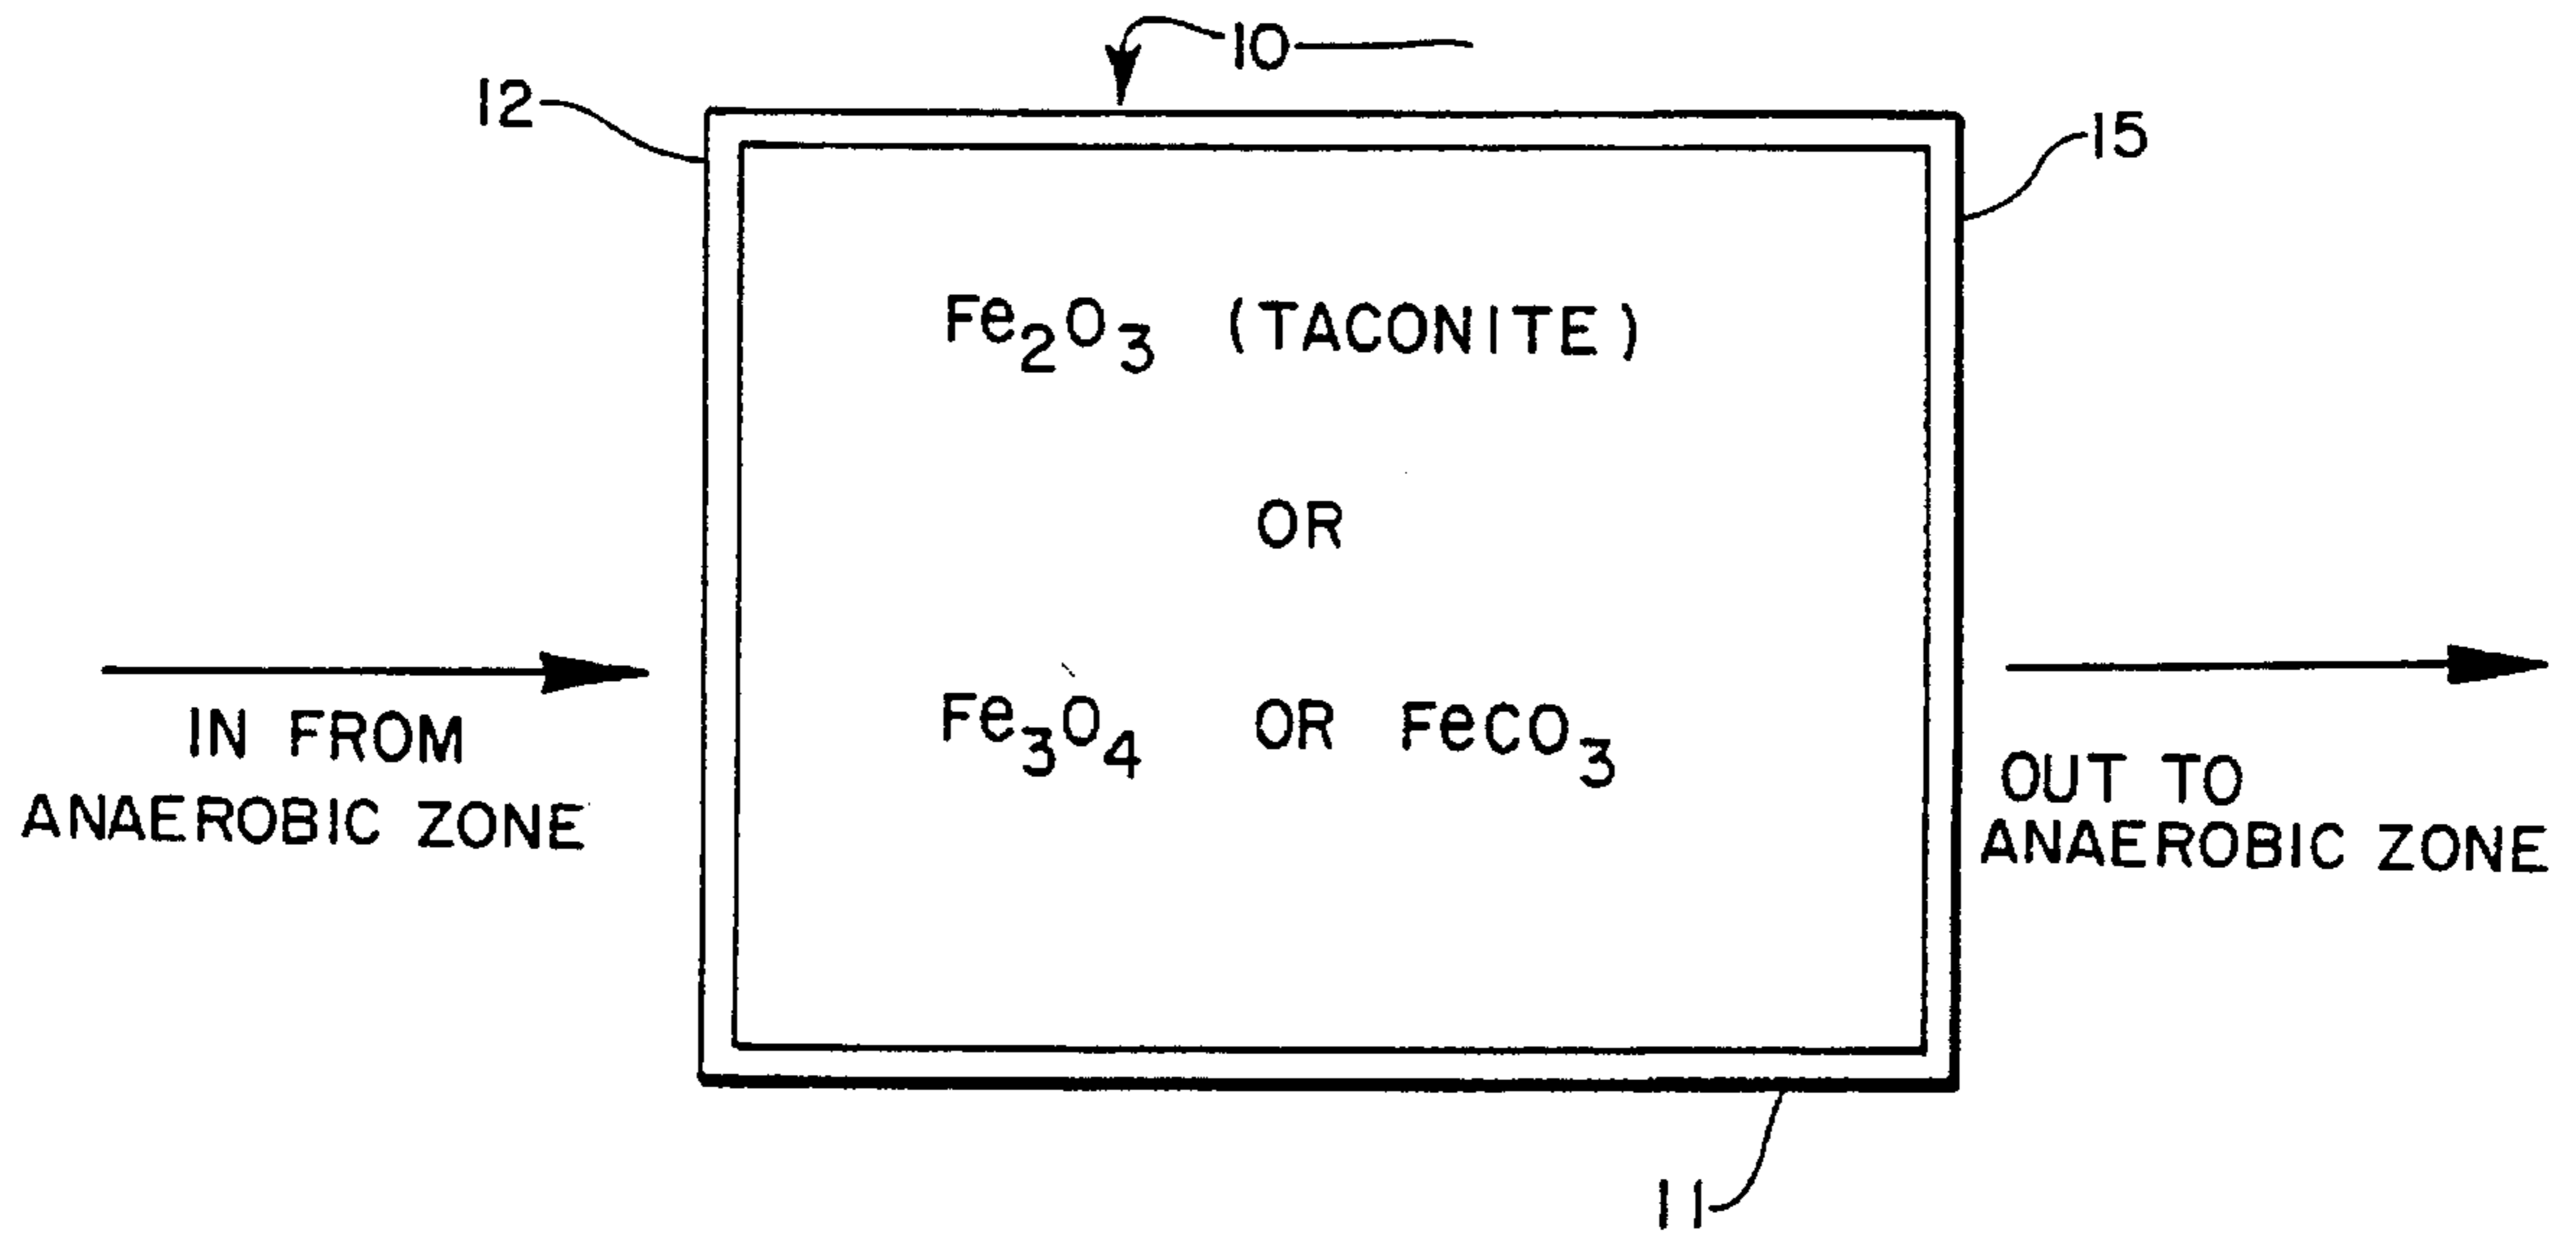 10
12
15
Fe₂O₃ (TACONITE)
OR
Fe₃O₄ OR FeCO₃
IN FROM
ANAEROBIC ZONE
OUT TO
ANAEROBIC ZONE
11